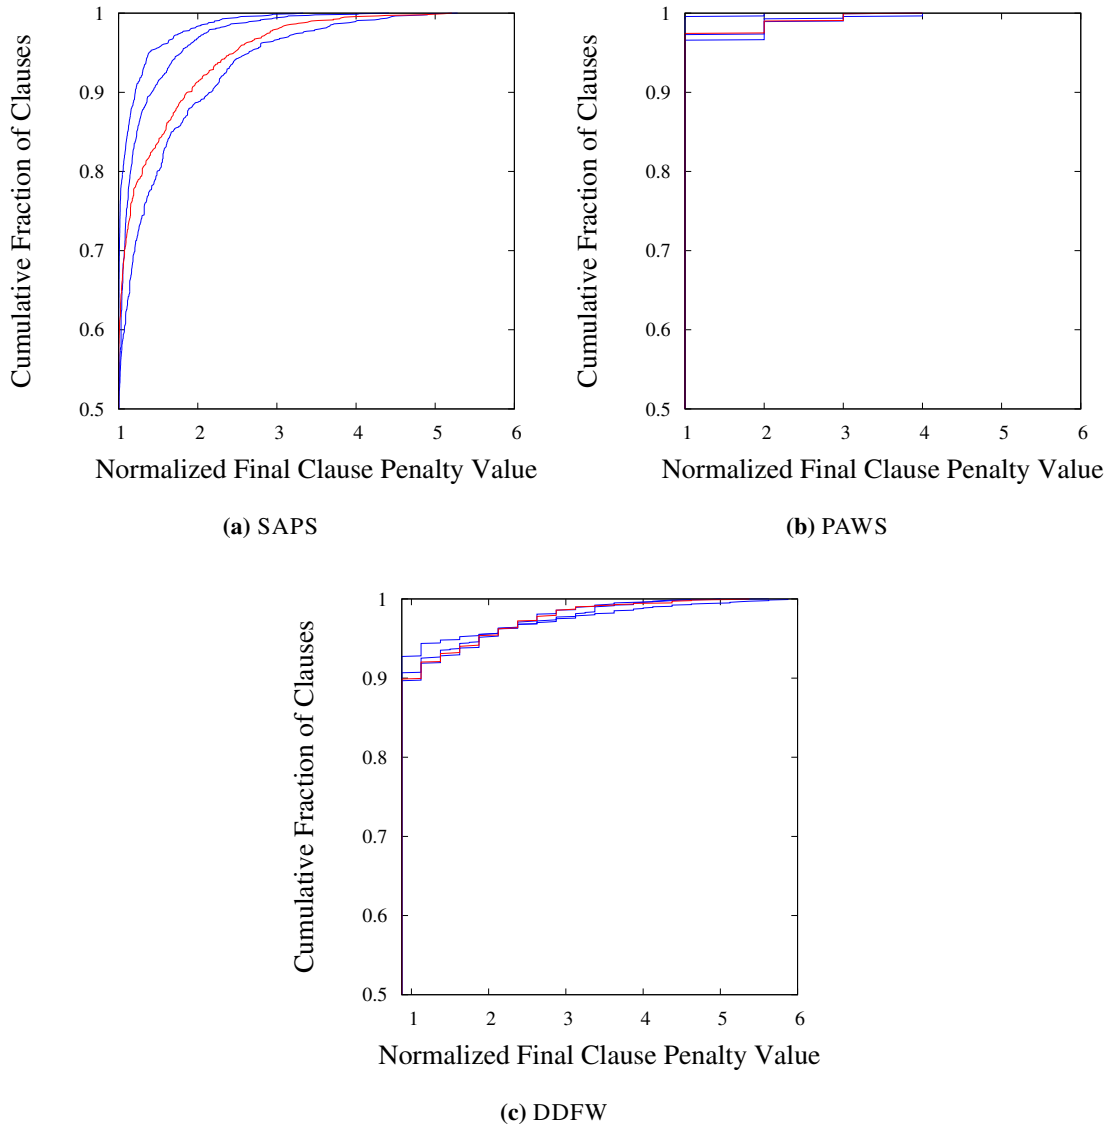 1
0.9
0.8
0.7
0.6
0.5
Cumulative Fraction of Clauses
1 2 3 4 5 6
Normalized Final Clause Penalty Value
(a) SAPS
1
0.9
0.8
0.7
0.6
0.5
Cumulative Fraction of Clauses
1 2 3 4 5 6
Normalized Final Clause Penalty Value
(b) PAWS
1
0.9
0.8
0.7
0.6
0.5
Cumulative Fraction of Clauses
1 2 3 4 5 6
Normalized Final Clause Penalty Value
(c) DDFW